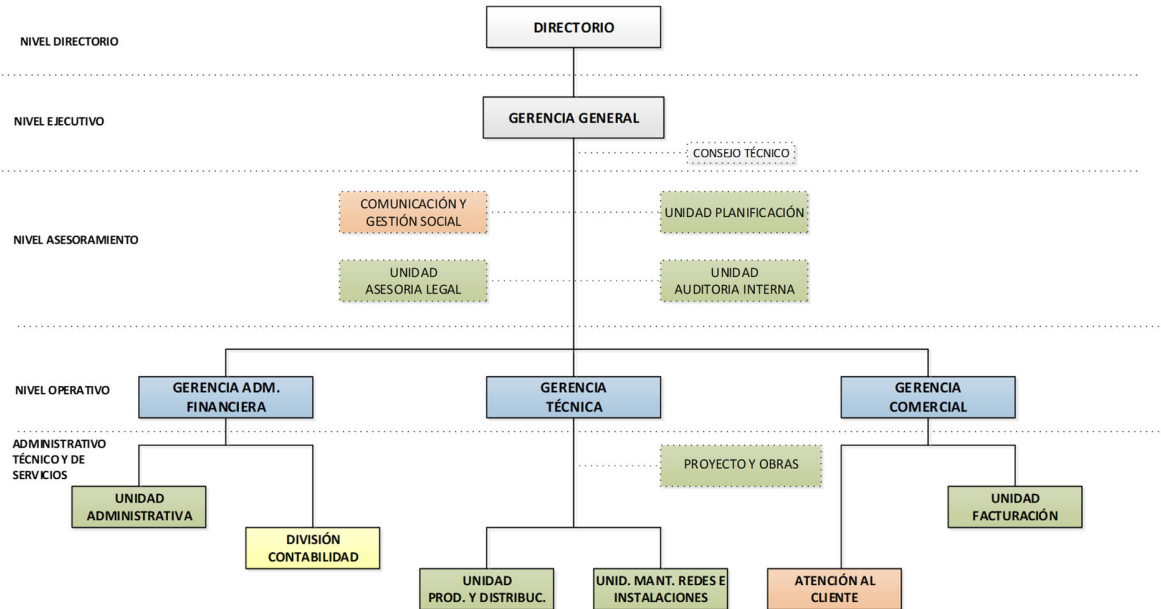 DIRECTORIO
NIVEL DIRECTORIO
GERENCIA GENERAL
NIVEL EJECUTIVO
CONSEJO TÉCNICO
COMUNICACIÓN Y
GESTIÓN SOCIAL
UNIDAD PLANIFICACIÓN
NIVEL ASESORAMIENTO
UNIDAD
ASESORIA LEGAL
UNIDAD
AUDITORIA INTERNA
NIVEL OPERATIVO
GERENCIA ADM.
FINANCIERA
GERENCIA
TÉCNICA
GERENCIA
COMERCIAL
ADMINISTRATIVO
TÉCNICO Y DE
SERVICIOS
PROYECTO Y OBRAS
UNIDAD
ADMINISTRATIVA
UNIDAD
FACTURACIÓN
DIVISIÓN
CONTABILIDAD
UNIDAD
PROD. Y DISTRIBUC.
UNID. MANT. REDES E
INSTALACIONES
ATENCIÓN AL
CLIENTE